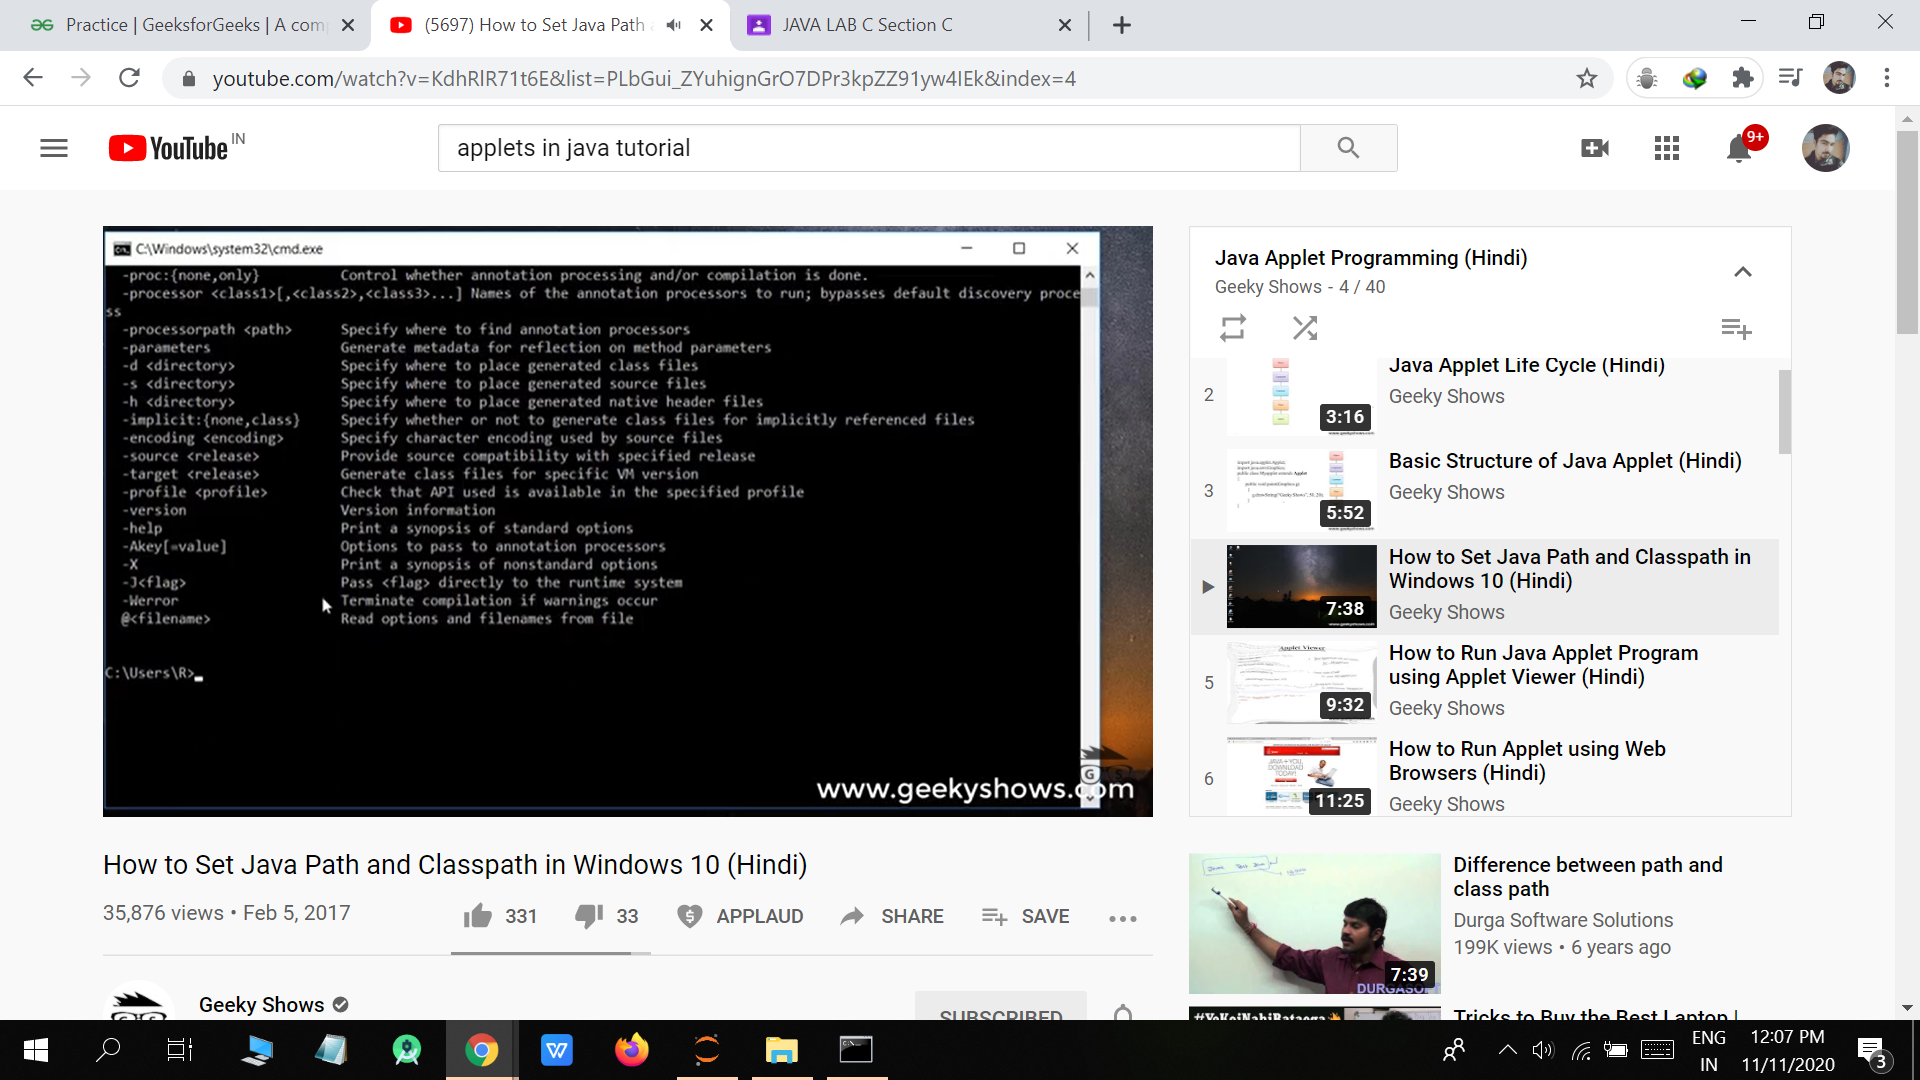 Practice | GeeksforGeeks | A com
(5697) How to Set Java Path
JAVA LAB C Section C
youtube.com/watch?v=KdhRlR71t6E&list=PLbGui_ZYuhignGrO7DPr3kpZZ91yw4IEk&index=4
YouTube IN
applets in java tutorial
9+
C:\Windows\system32\cmd.exe
-proc:{none,only} Control whether annotation processing and/or compilation is done.
-processor <class1>[,<class2>,<class3>...] Names of the annotation processors to run; bypasses default discovery proce
ss
-processorpath <path> Specify where to find annotation processors
-parameters Generate metadata for reflection on method parameters
-d <directory> Specify where to place generated class files
-s <directory> Specify where to place generated source files
-h <directory> Specify where to place generated native header files
-implicit:{none,class} Specify whether or not to generate class files for implicitly referenced files
-encoding <encoding> Specify character encoding used by source files
-source <release> Provide source compatibility with specified release
-target <release> Generate class files for specific VM version
-profile <profile> Check that API used is available in the specified profile
-version Version information
-help Print a synopsis of standard options
-Akey[=value] Options to pass to annotation processors
-X Print a synopsis of nonstandard options
-J<flag> Pass <flag> directly to the runtime system
-Werror Terminate compilation if warnings occur
@<filename> Read options and filenames from file
C:\Users\R>
www.geekyshows.com
Java Applet Programming (Hindi)
Geeky Shows - 4 / 40
2
Java Applet Life Cycle (Hindi)
Geeky Shows
3:16
3
Basic Structure of Java Applet (Hindi)
Geeky Shows
5:52
How to Set Java Path and Classpath in
Windows 10 (Hindi)
Geeky Shows
7:38
5
Applet Viewer
How to Run Java Applet Program
using Applet Viewer (Hindi)
Geeky Shows
9:32
6
JAVA + YOU,
DOWNLOAD
TODAY!
How to Run Applet using Web
Browsers (Hindi)
Geeky Shows
11:25
How to Set Java Path and Classpath in Windows 10 (Hindi)
35,876 views • Feb 5, 2017
331
33
APPLAUD
SHARE
SAVE
Geeky Shows
SUBSCRIBED
Difference between path and
class path
Durga Software Solutions
199K views • 6 years ago
7:39
DURGASOFT
#YeKoiNahiBataega
Tricks to Buy the Best Laptop |
ENG
IN
12:07 PM
11/11/2020
3